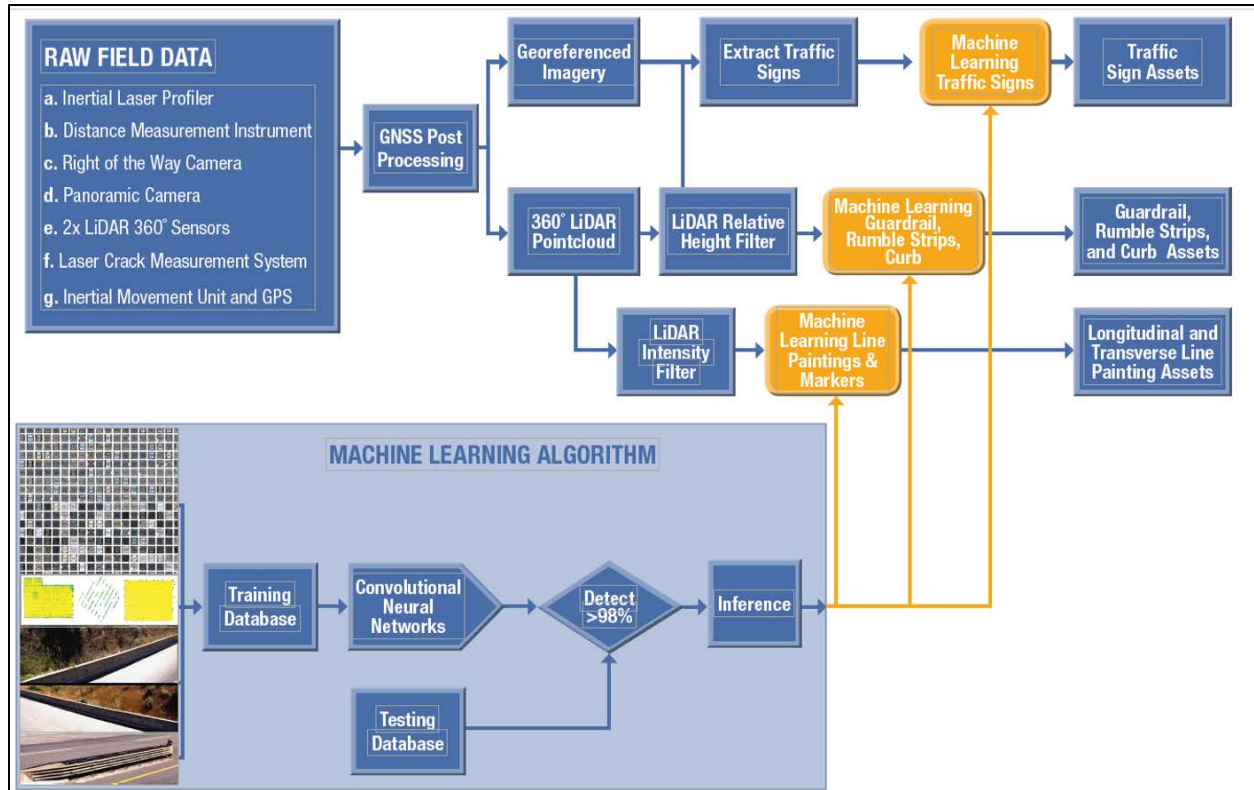 RAW FIELD DATA
a. Inertial Laser Profiler
b. Distance Measurement Instrument
c. Right of the Way Camera
d. Panoramic Camera
e. 2x LiDAR 360° Sensors
f. Laser Crack Measurement System
g. Inertial Movement Unit and GPS
GNSS Post
Processing
Georeferenced
Imagery
Extract Traffic
Signs
Machine
Learning
Traffic Signs
Traffic
Sign Assets
360° LiDAR
Pointcloud
LiDAR Relative
Height Filter
Machine Learning
Guardrail,
Rumble Strips,
Curb
Guardrail,
Rumble Strips,
and Curb Assets
LiDAR
Intensity
Filter
Machine
Learning Line
Paintings &
Markers
Longitudinal and
Transverse Line
Painting Assets
MACHINE LEARNING ALGORITHM
Training
Database
Convolutional
Neural
Networks
Detect
>98%
Inference
Testing
Database